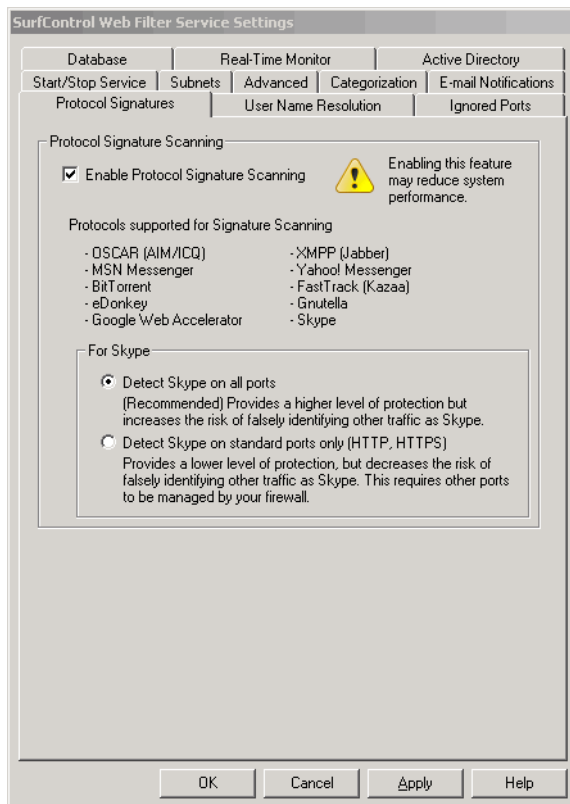 SurfControl Web Filter Service Settings
Database
Real-Time Monitor
Active Directory
Start/Stop Service
Subnets
Advanced
Categorization
E-mail Notifications
Protocol Signatures
User Name Resolution
Ignored Ports
Protocol Signature Scanning
Enable Protocol Signature Scanning
Enabling this feature
may reduce system
performance.
Protocols supported for Signature Scanning
- OSCAR (AIM/ICQ)
- MSN Messenger
- BitTorrent
- eDonkey
- Google Web Accelerator
- XMPP (Jabber)
- Yahoo! Messenger
- FastTrack (Kazaa)
- Gnutella
- Skype
For Skype
Detect Skype on all ports
(Recommended) Provides a higher level of protection but
increases the risk of falsely identifying other traffic as Skype.
Detect Skype on standard ports only (HTTP, HTTPS)
Provides a lower level of protection, but decreases the risk of
falsely identifying other traffic as Skype. This requires other ports
to be managed by your firewall.
OK
Cancel
Apply
Help